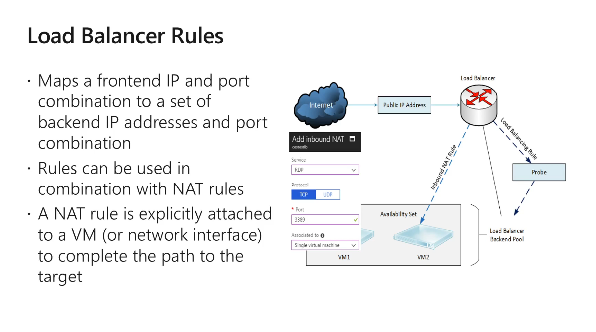 Load Balancer Rules
· Maps a frontend IP and port
combination to a set of
backend IP addresses and port
combination
· Rules can be used in
combination with NAT rules
· A NAT rule is explicitly attached
to a VM (or network interface)
to complete the path to the
target
Load Balancer
Internet
Public IP Address
Add inbound NAT
Service
RDP
Protocol
TCP
UDP
* Port
3389
Associated to
Single virtual machine
Inbound NAT Rule
Load Balancing Rule
Probe
Availability Set
VM1
VM2
Load Balancer
Backend Pool